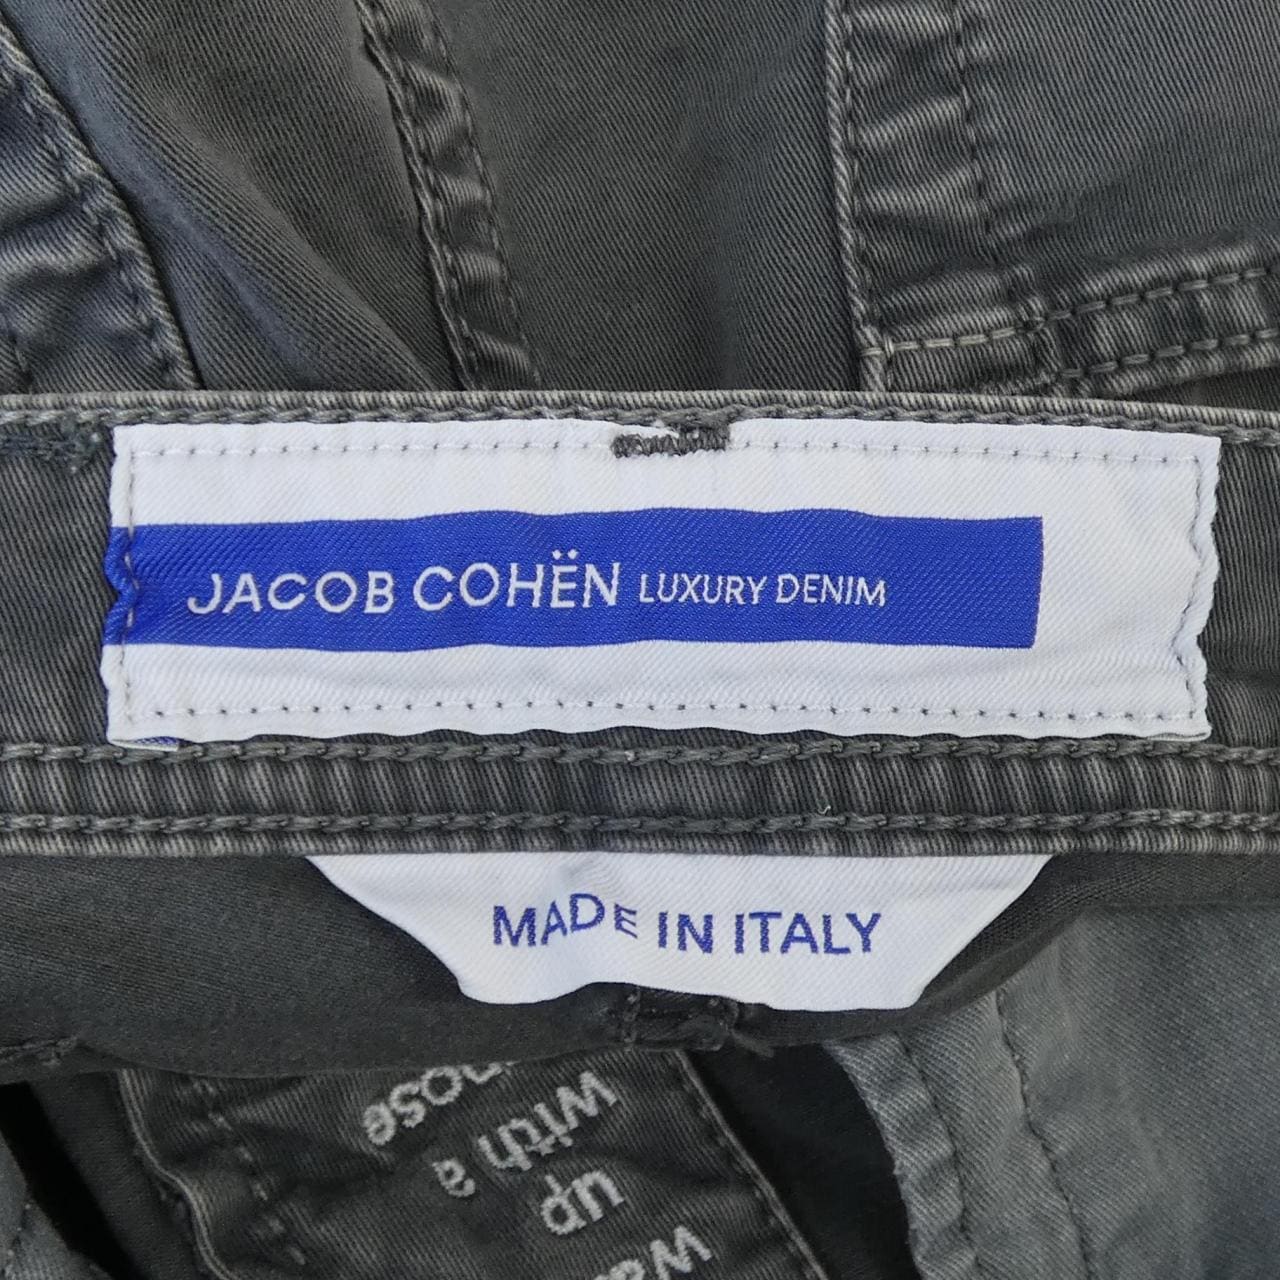 JACOB COHËN LUXURY DENIM
MADE IN ITALY
up
with a